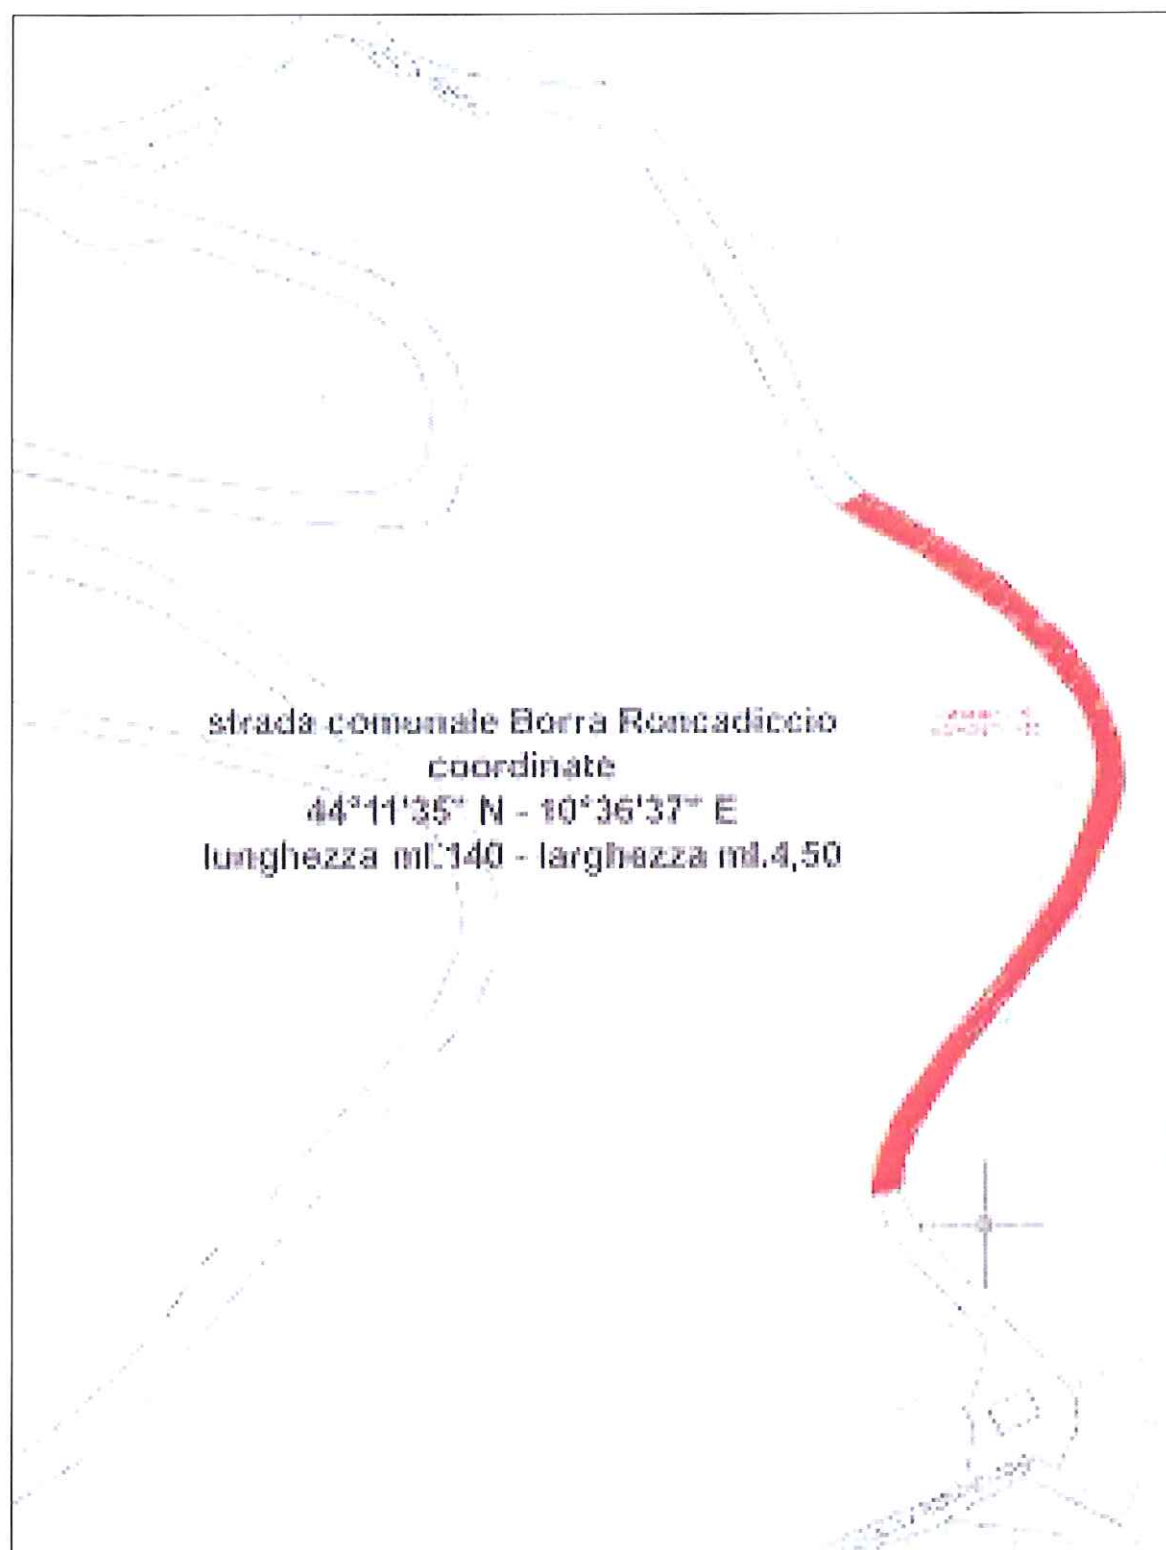 strada comunale Borra Roncadiccio
coordinate
44°11'35" N - 10°36'37" E
lunghezza ml.140 - larghezza ml.4,50